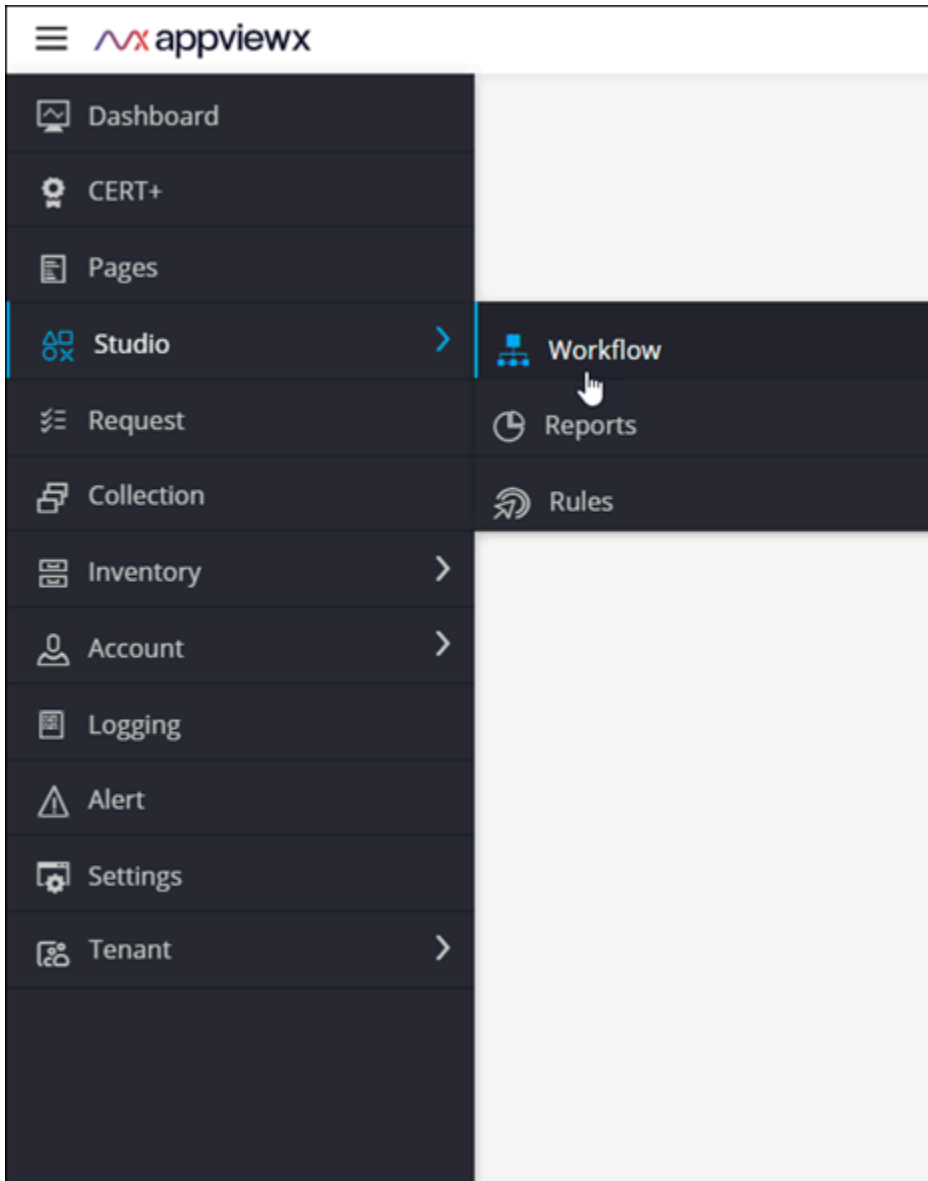 appviewx
Dashboard
CERT+
Pages
Studio
Workflow
Reports
Rules
Request
Collection
Inventory
Account
Logging
Alert
Settings
Tenant